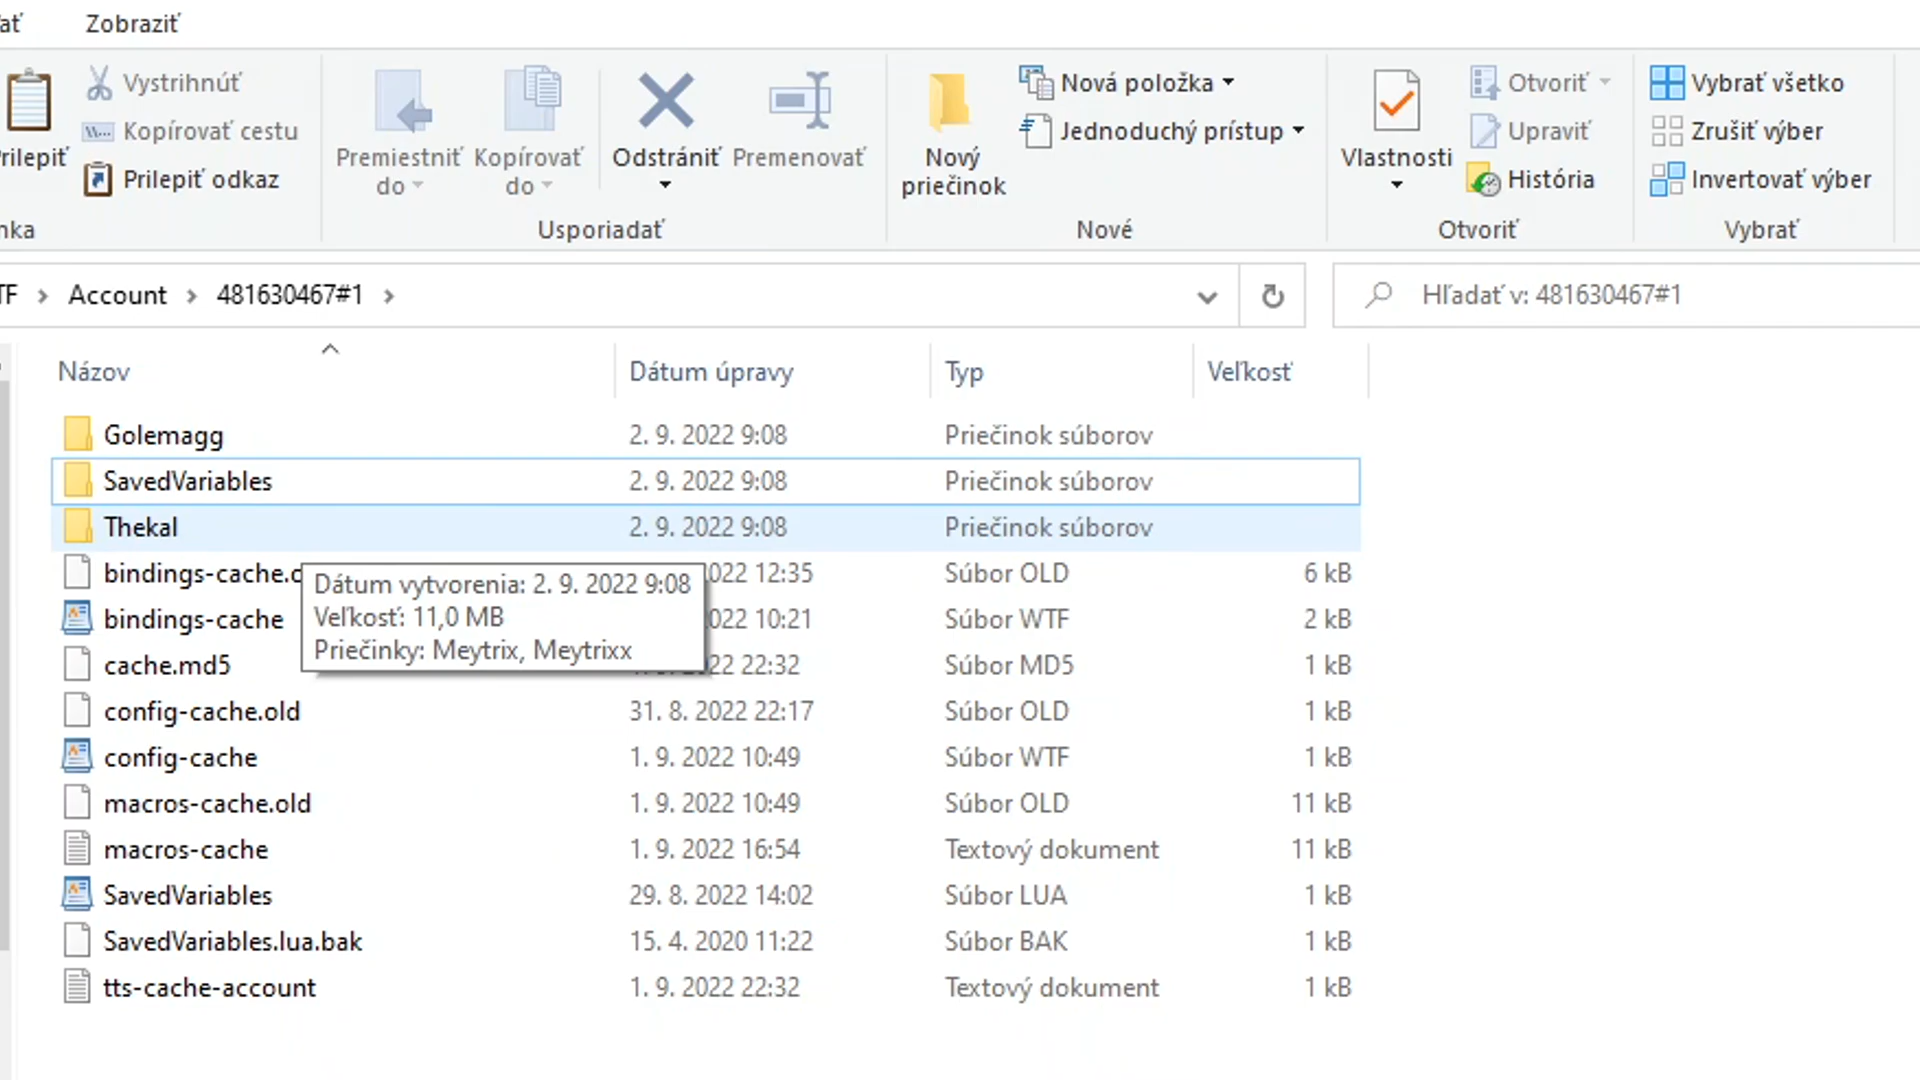 ať
Zobraziť
Prilepiť
Vystrihnúť
Kopírovať cestu
Prilepiť odkaz
nka
Premiestniť
do
Kopírovať
do
Odstrániť
Premenovať
Usporiadať
Nový
priečinok
Nová položka
Jednoduchý prístup
Nové
Vlastnosti
Otvoriť
Upraviť
História
Otvoriť
Vybrať všetko
Zrušiť výber
Invertovať výber
Vybrať
TF > Account > 481630467#1 >
Hľadať v: 481630467#1
Názov Dátum úpravy Typ Veľkosť
Golemagg 2. 9. 2022 9:08 Priečinok súborov
SavedVariables 2. 9. 2022 9:08 Priečinok súborov
Thekal 2. 9. 2022 9:08 Priečinok súborov
bindings-cache.o 022 12:35 Súbor OLD 6 kB
bindings-cache 022 10:21 Súbor WTF 2 kB
cache.md5 22 22:32 Súbor MD5 1 kB
Dátum vytvorenia: 2. 9. 2022 9:08
Veľkosť: 11,0 MB
Priečinky: Meytrix, Meytrixx
config-cache.old 31. 8. 2022 22:17 Súbor OLD 1 kB
config-cache 1. 9. 2022 10:49 Súbor WTF 1 kB
macros-cache.old 1. 9. 2022 10:49 Súbor OLD 11 kB
macros-cache 1. 9. 2022 16:54 Textový dokument 11 kB
SavedVariables 29. 8. 2022 14:02 Súbor LUA 1 kB
SavedVariables.lua.bak 15. 4. 2020 11:22 Súbor BAK 1 kB
tts-cache-account 1. 9. 2022 22:32 Textový dokument 1 kB